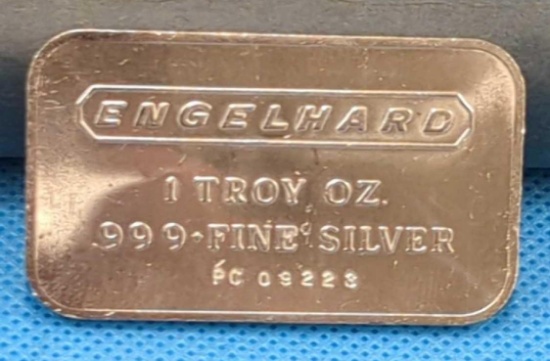 ENGELHARD
1 TROY OZ.
999+ FINE SILVER
PC 09223